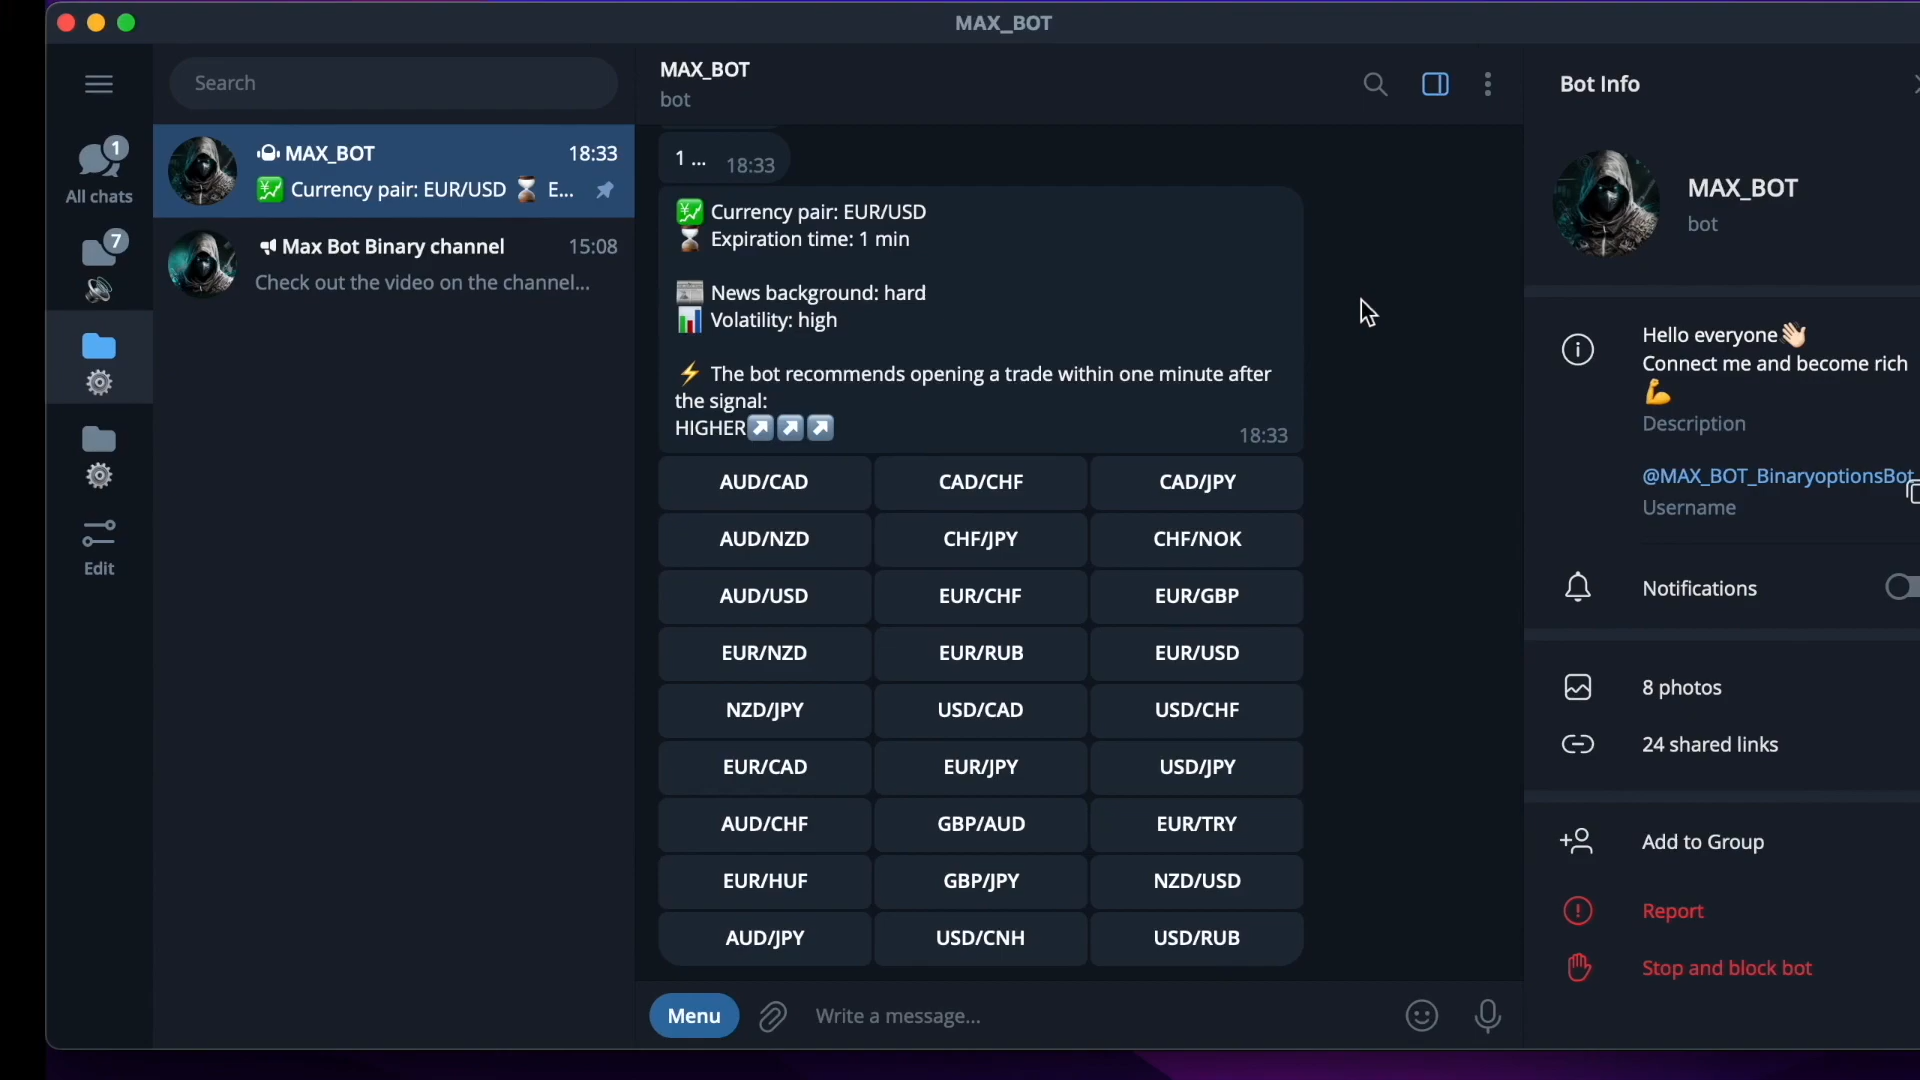 MAX_BOT
Search
MAX_BOT
bot
Bot Info
1
All chats
7
Edit
MAX_BOT 18:33
Currency pair: EUR/USD E...
Max Bot Binary channel 15:08
Check out the video on the channel...
1 ... 18:33
Currency pair: EUR/USD
Expiration time: 1 min
News background: hard
Volatility: high
The bot recommends opening a trade within one minute after
the signal:
HIGHER
18:33
AUD/CAD CAD/CHF CAD/JPY
AUD/NZD CHF/JPY CHF/NOK
AUD/USD EUR/CHF EUR/GBP
EUR/NZD EUR/RUB EUR/USD
NZD/JPY USD/CAD USD/CHF
EUR/CAD EUR/JPY USD/JPY
AUD/CHF GBP/AUD EUR/TRY
EUR/HUF GBP/JPY NZD/USD
AUD/JPY USD/CNH USD/RUB
Menu
Write a message...
MAX_BOT
bot
Hello everyone
Connect me and become rich
Description
@MAX_BOT_BinaryoptionsBot
Username
Notifications
8 photos
24 shared links
Add to Group
Report
Stop and block bot